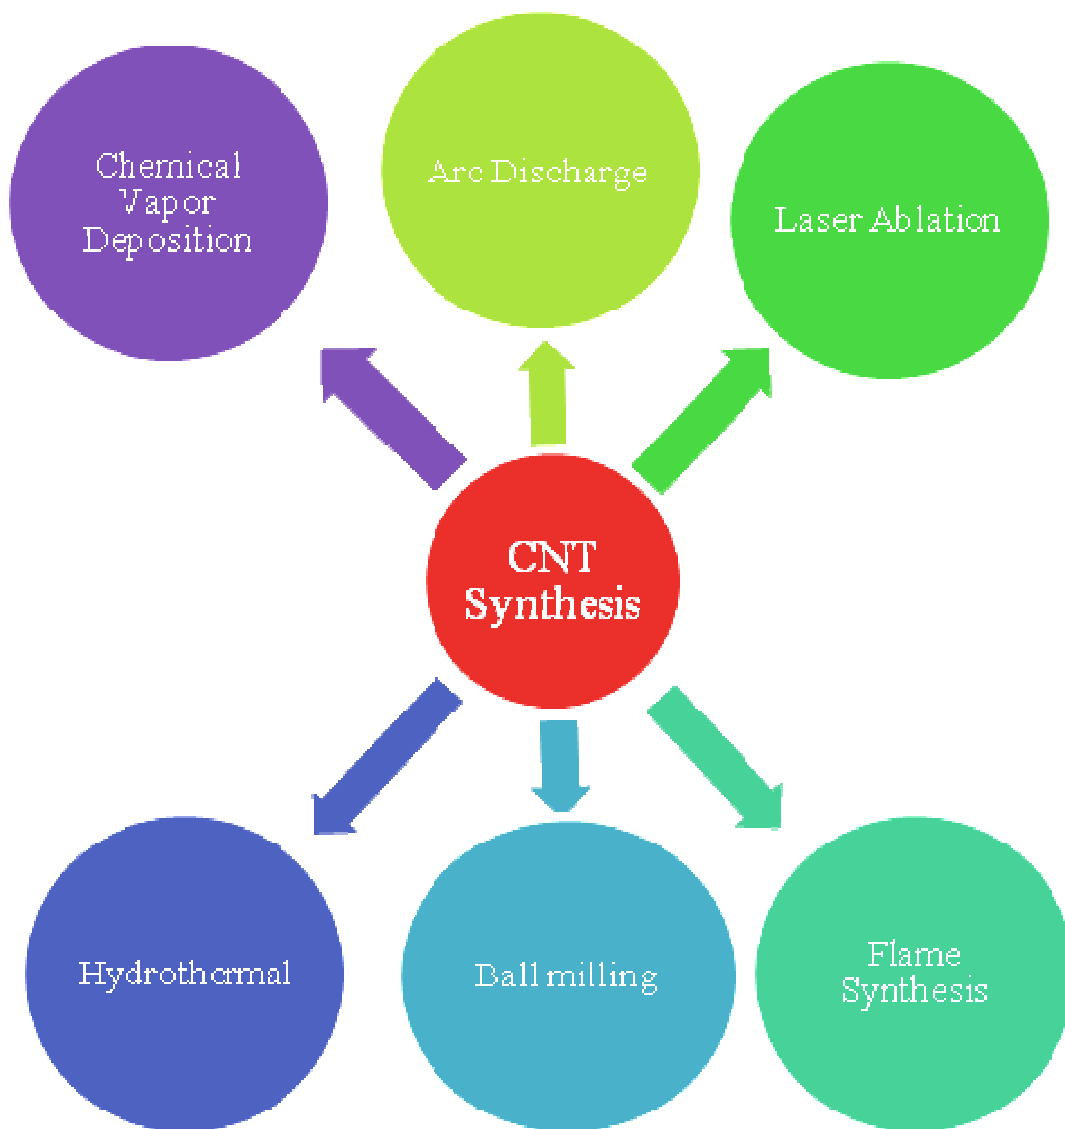 Chemical
Vapor
Deposition
Arc Discharge
Laser Ablation
CNT
Synthesis
Hydrothermal
Ball milling
Flame
Synthesis